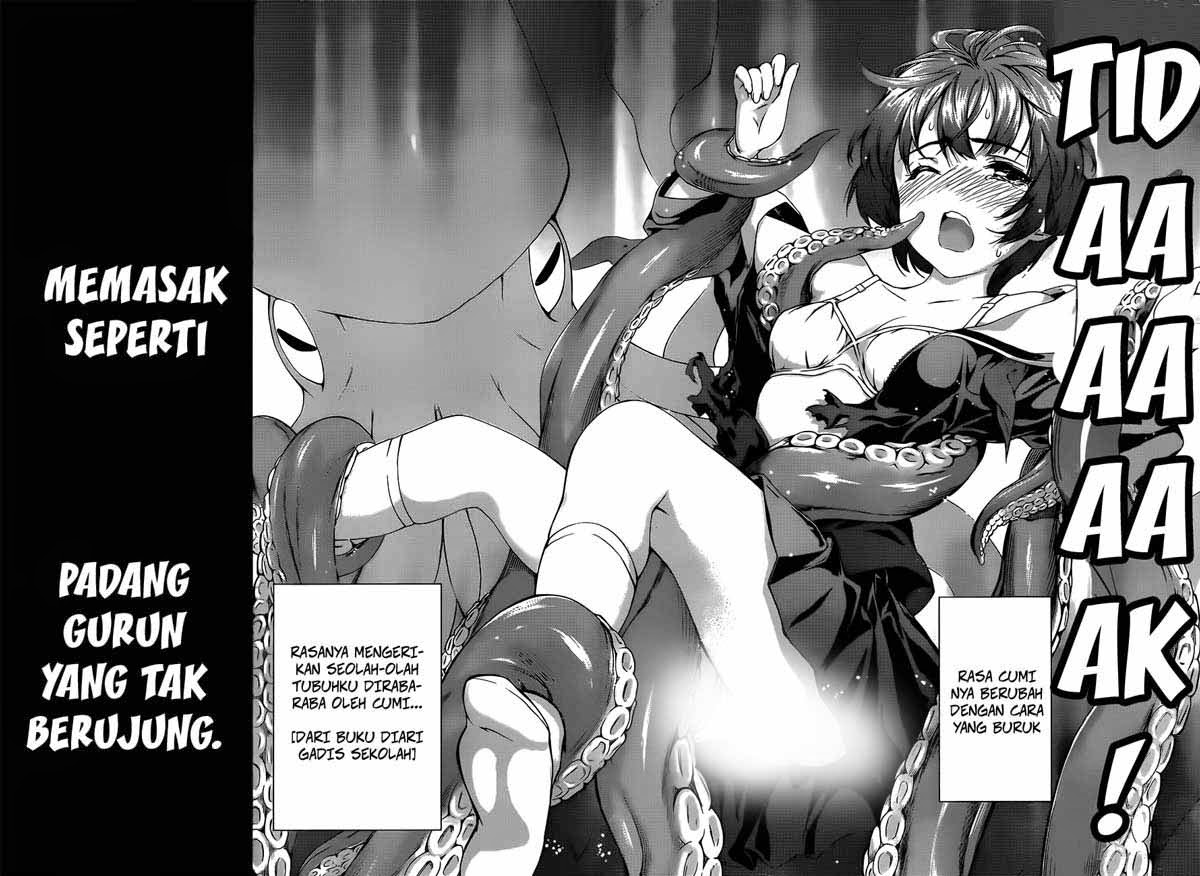 TID
AA
AA
AA
AK!
RASA CUMI
NYA BERUBAH
DENGAN CARA
YANG BURUK
RASANYA MENGERI-
KAN SEOLAH-OLAH
TUBUHKU DIRABA-
RABA OLEH CUMI...
[DARI BUKU DIARI
GADIS SEKOLAH]
MEMASAK
SEPERTI
PADANG
GURUN
YANG TAK
BERUJUNG.